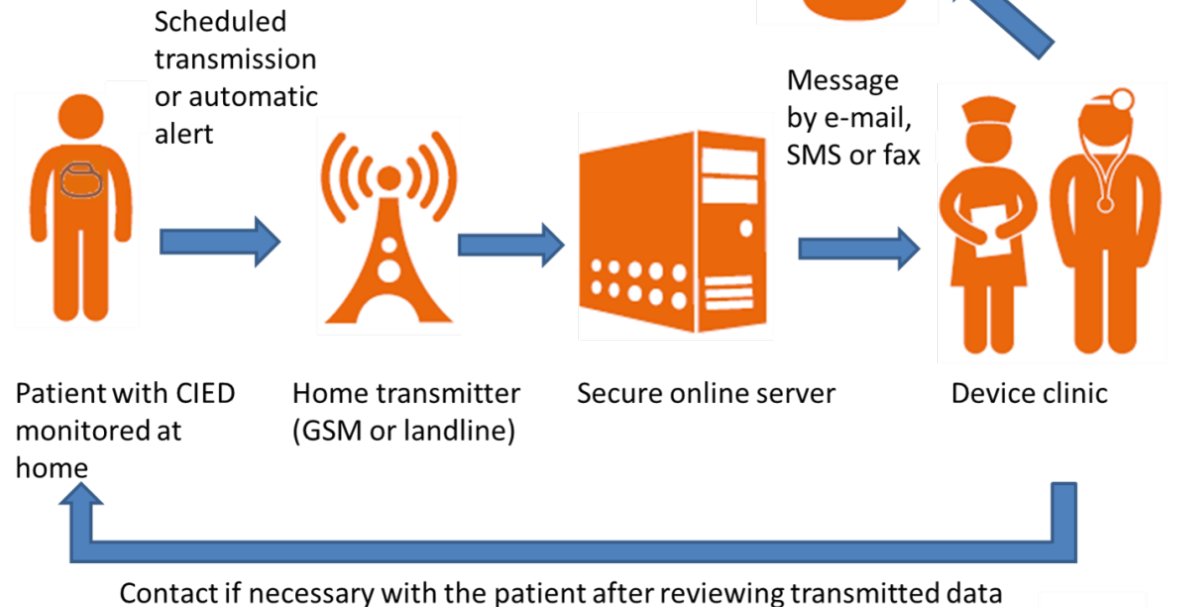 Scheduled
transmission
or automatic
alert
Message
by e-mail,
SMS or fax
Patient with CIED
monitored at
home
Home transmitter
(GSM or landline)
Secure online server
Device clinic
Contact if necessary with the patient after reviewing transmitted data